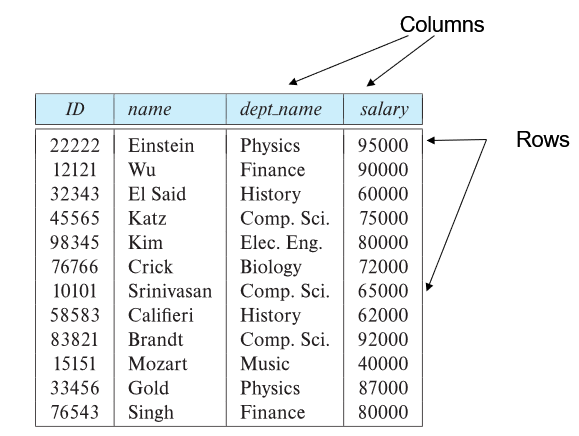 Columns
ID name dept_name salary
22222 Einstein Physics 95000
Rows
12121 Wu Finance 90000
32343 El Said History 60000
45565 Katz Comp. Sci. 75000
98345 Kim Elec. Eng. 80000
76766 Crick Biology 72000
10101 Srinivasan Comp. Sci. 65000
58583 Califieri History 62000
83821 Brandt Comp. Sci. 92000
15151 Mozart Music 40000
33456 Gold Physics 87000
76543 Singh Finance 80000